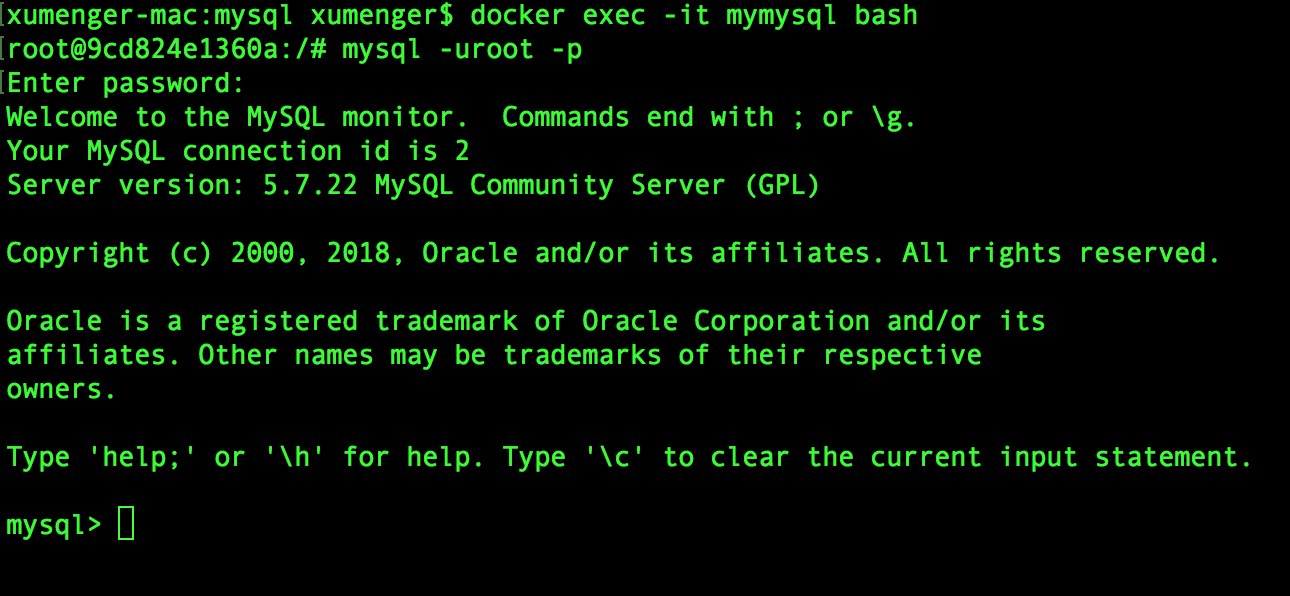 xumenger-mac:mysql xumenger$ docker exec -it mymysql bash
root@9cd824e1360a:/# mysql -uroot -p
Enter password:
Welcome to the MySQL monitor.  Commands end with ; or \g.
Your MySQL connection id is 2
Server version: 5.7.22 MySQL Community Server (GPL)
Copyright (c) 2000, 2018, Oracle and/or its affiliates. All rights reserved.
Oracle is a registered trademark of Oracle Corporation and/or its
affiliates. Other names may be trademarks of their respective
owners.
Type 'help;' or '\h' for help. Type '\c' to clear the current input statement.
mysql>